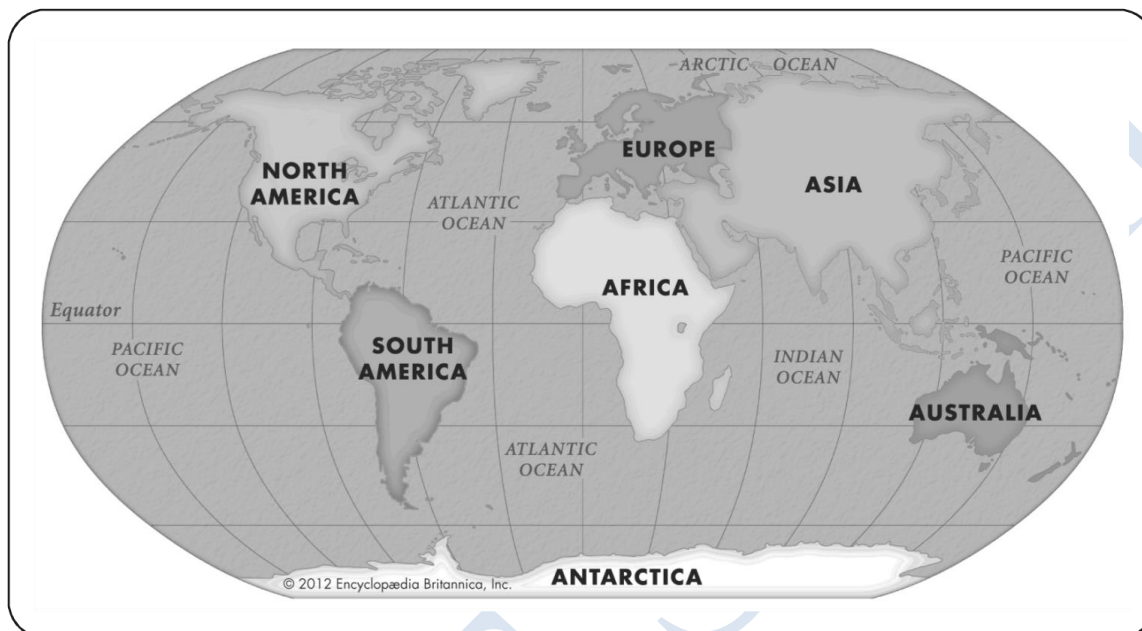 ARCTIC OCEAN
EUROPE
NORTH
AMERICA
ASIA
ATLANTIC
OCEAN
PACIFIC
OCEAN
AFRICA
Equator
PACIFIC
OCEAN
SOUTH
AMERICA
INDIAN
OCEAN
AUSTRALIA
ATLANTIC
OCEAN
ANTARCTICA
© 2012 Encyclopædia Britannica, Inc.